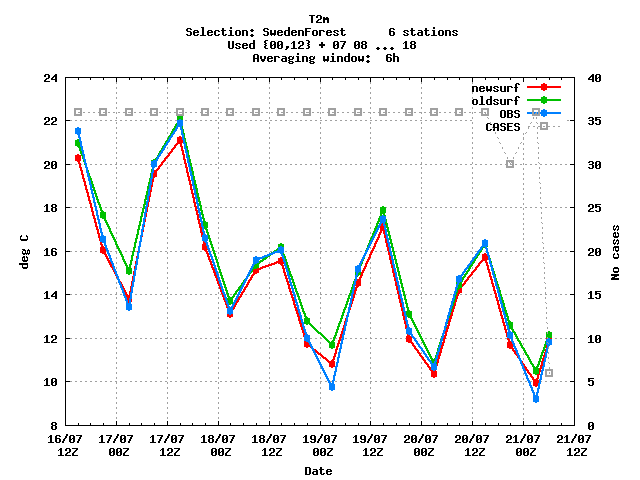 T2m
Selection: SwedenForest      6 stations
Used {00,12} + 07 08 ... 18
Averaging window:  6h
newsurf
oldsurf
OBS
CASES
24
22
20
18
16
14
12
10
8
deg C
40
35
30
25
20
15
10
5
0
No cases
16/07 17/07 17/07 18/07 18/07 19/07 19/07 20/07 20/07 21/07 21/07
12Z 00Z 12Z 00Z 12Z 00Z 12Z 00Z 12Z 00Z 12Z
Date